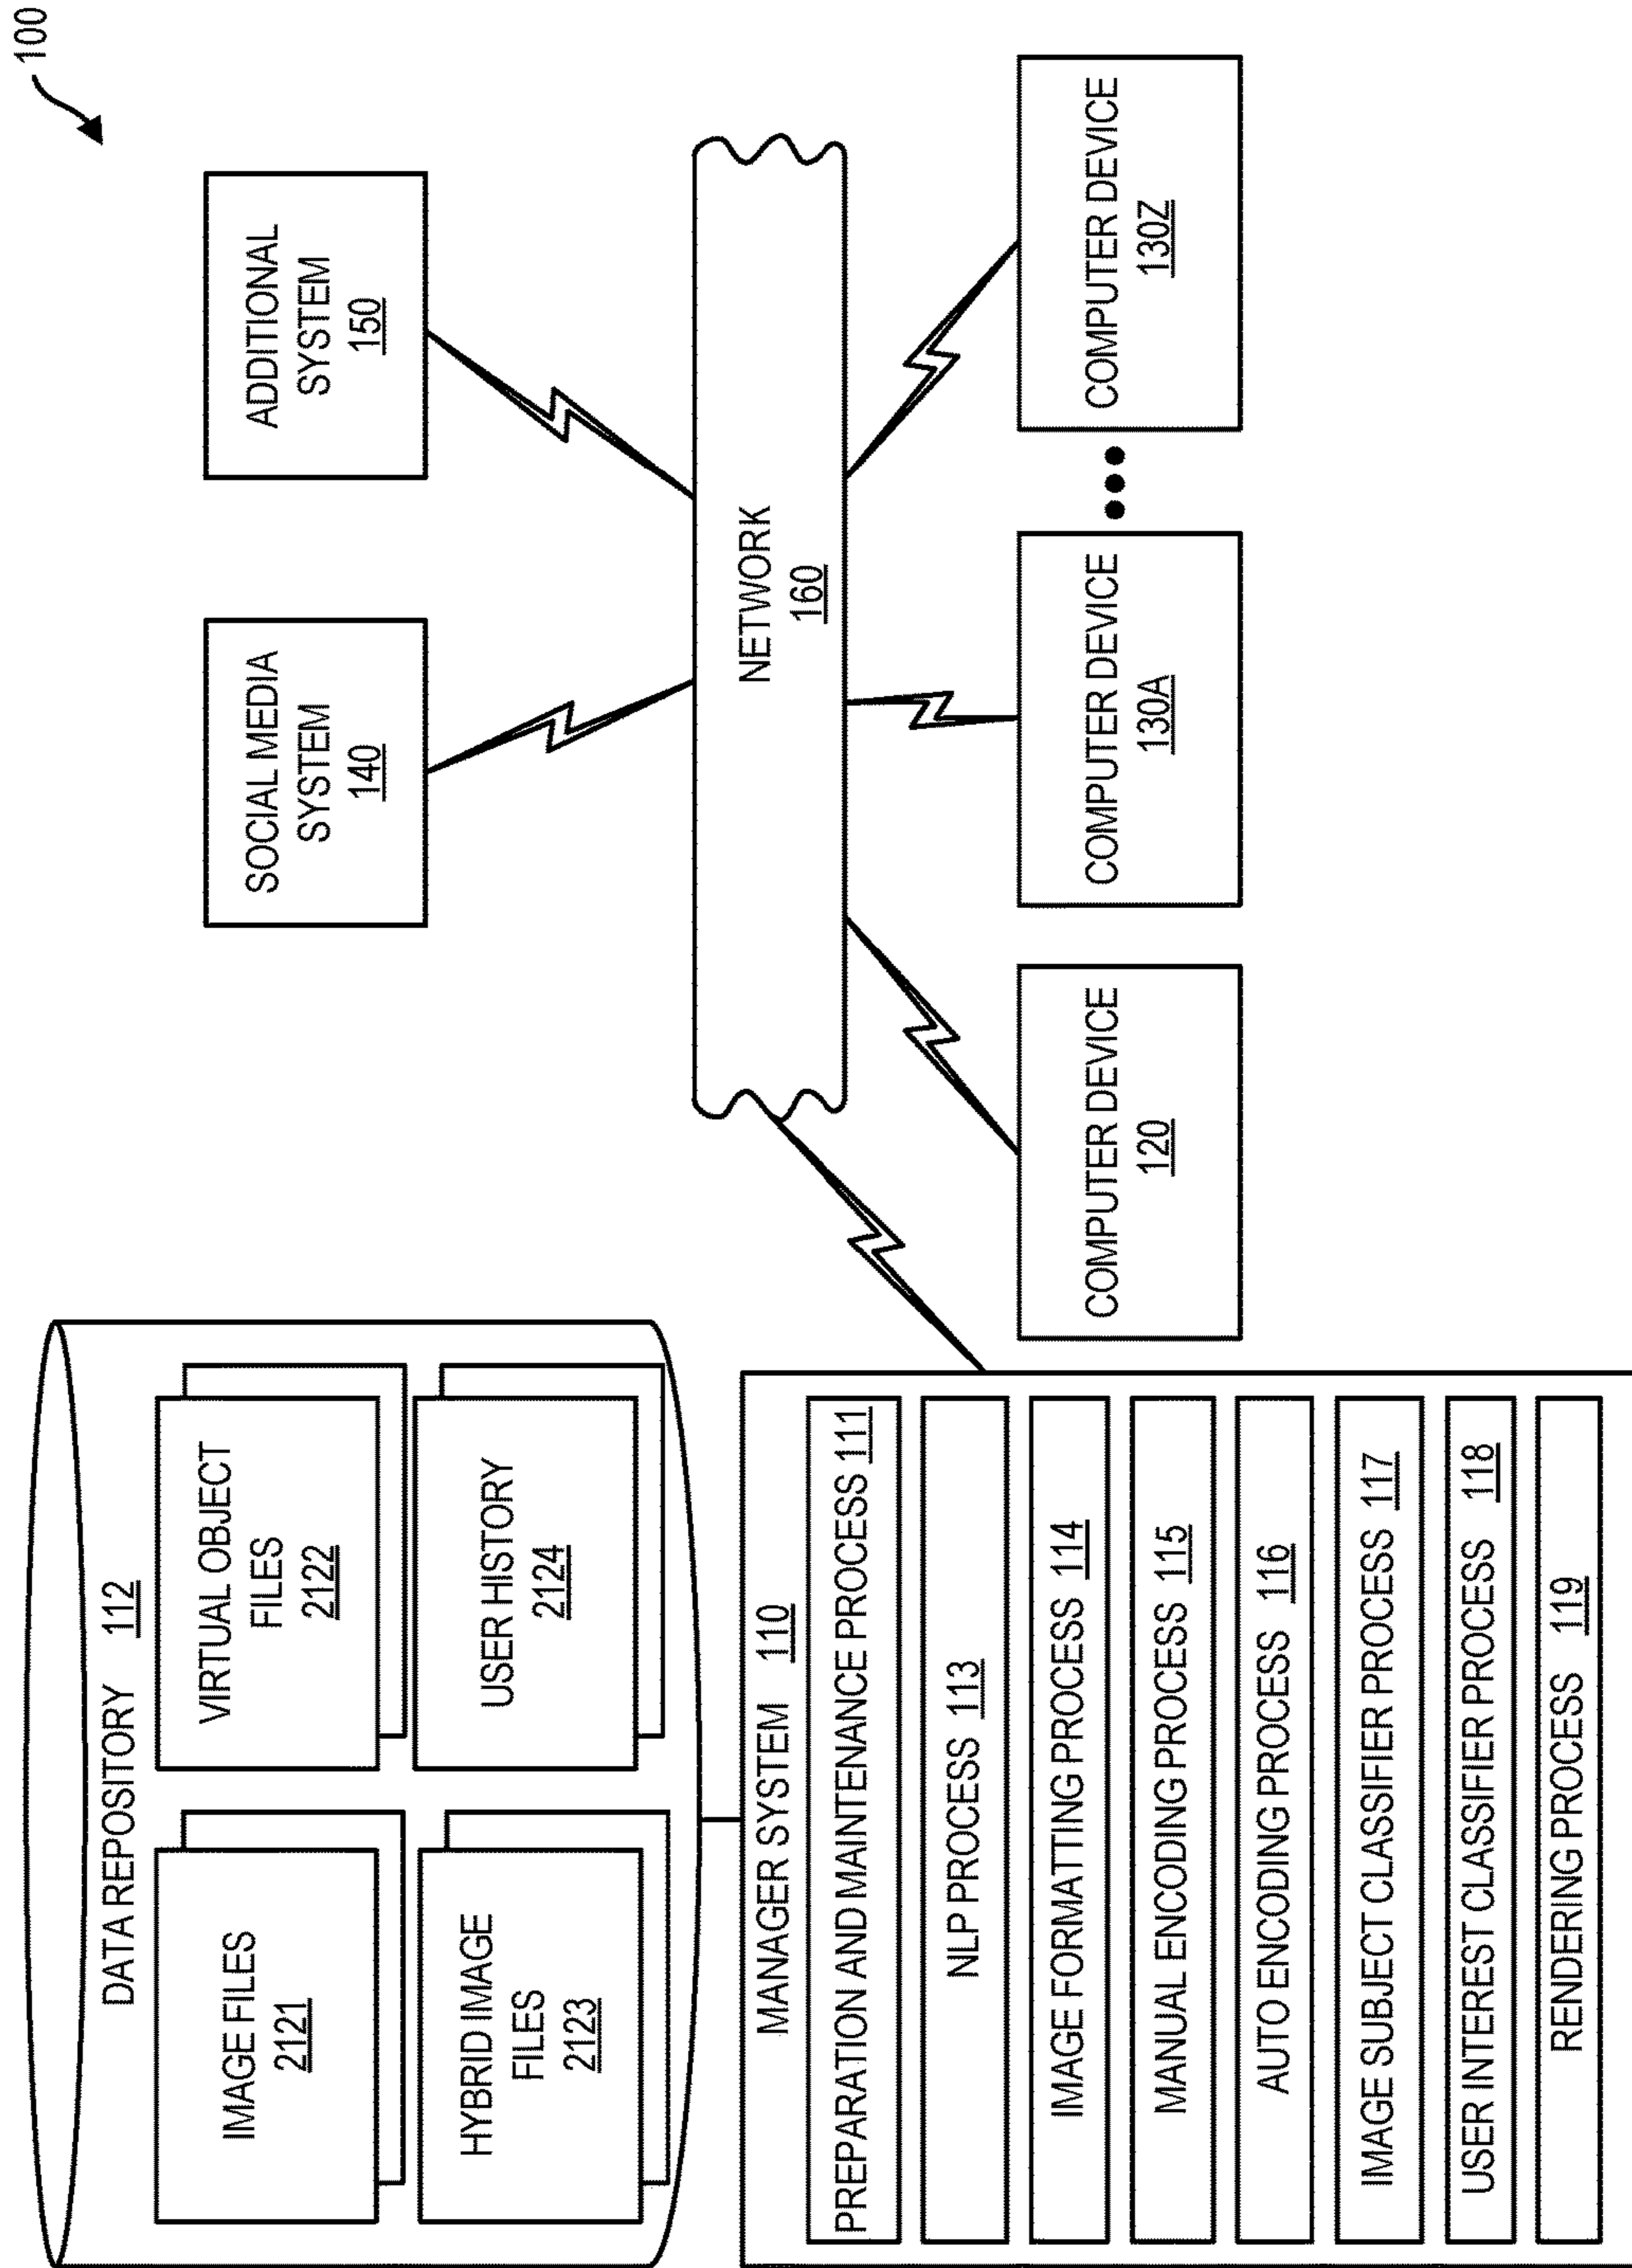 100
DATA REPOSITORY 112
IMAGE FILES
2121
VIRTUAL OBJECT
FILES
2122
HYBRID IMAGE
FILES
2123
USER HISTORY
2124
MANAGER SYSTEM 110
PREPARATION AND MAINTENANCE PROCESS 111
NLP PROCESS 113
IMAGE FORMATTING PROCESS 114
MANUAL ENCODING PROCESS 115
AUTO ENCODING PROCESS 116
IMAGE SUBJECT CLASSIFIER PROCESS 117
USER INTEREST CLASSIFIER PROCESS 118
RENDERING PROCESS 119
SOCIAL MEDIA
SYSTEM
140
ADDITIONAL
SYSTEM
150
NETWORK
160
COMPUTER DEVICE
120
COMPUTER DEVICE
130A
COMPUTER DEVICE
130Z